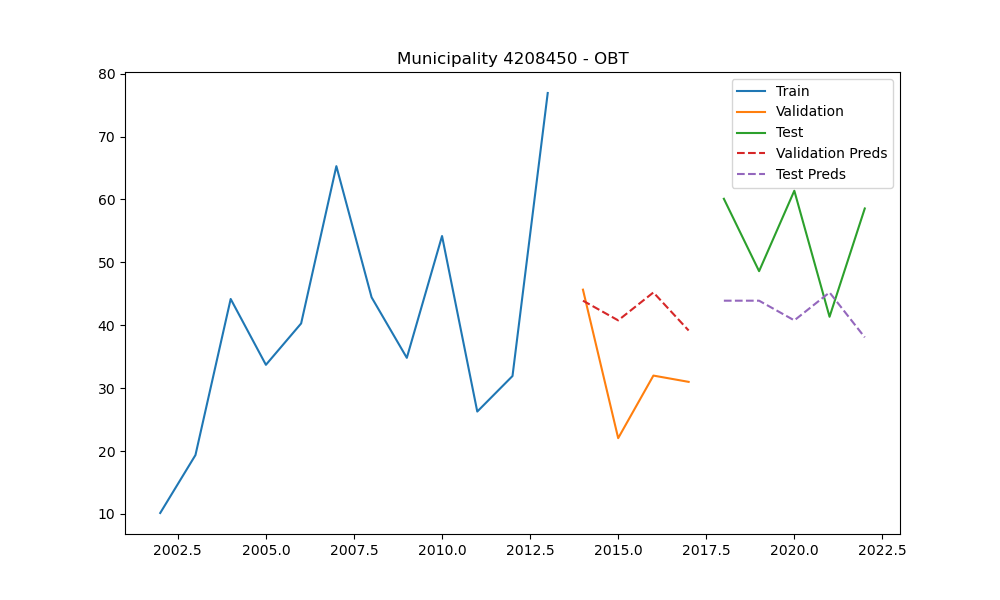 Municipality 4208450 - OBT
80
70
60
50
40
30
20
10
2002.5 2005.0 2007.5 2010.0 2012.5 2015.0 2017.5 2020.0 2022.5
Train
Validation
Test
Validation Preds
Test Preds